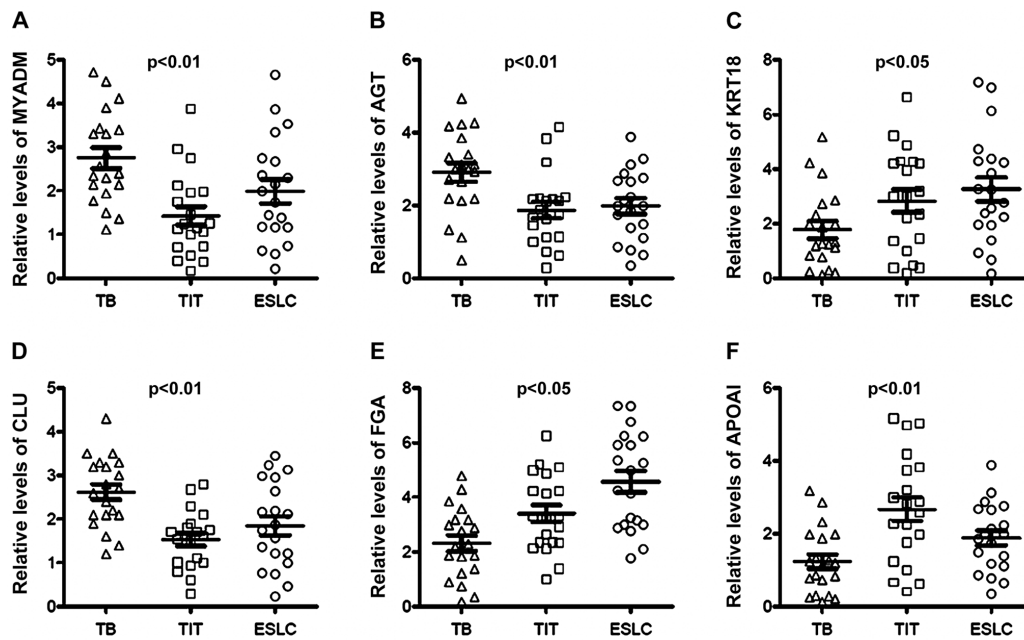 A
Relative levels of MYADM
p<0.01
5
4
3
2
1
0
TB TIT ESLC
B
Relative levels of AGT
p<0.01
6
4
2
0
TB TIT ESLC
C
Relative levels of KRT18
p<0.05
8
6
4
2
0
TB TIT ESLC
D
Relative levels of CLU
p<0.01
5
4
3
2
1
0
TB TIT ESLC
E
Relative levels of FGA
p<0.05
8
6
4
2
0
TB TIT ESLC
F
Relative levels of APOAI
p<0.01
6
4
2
0
TB TIT ESLC